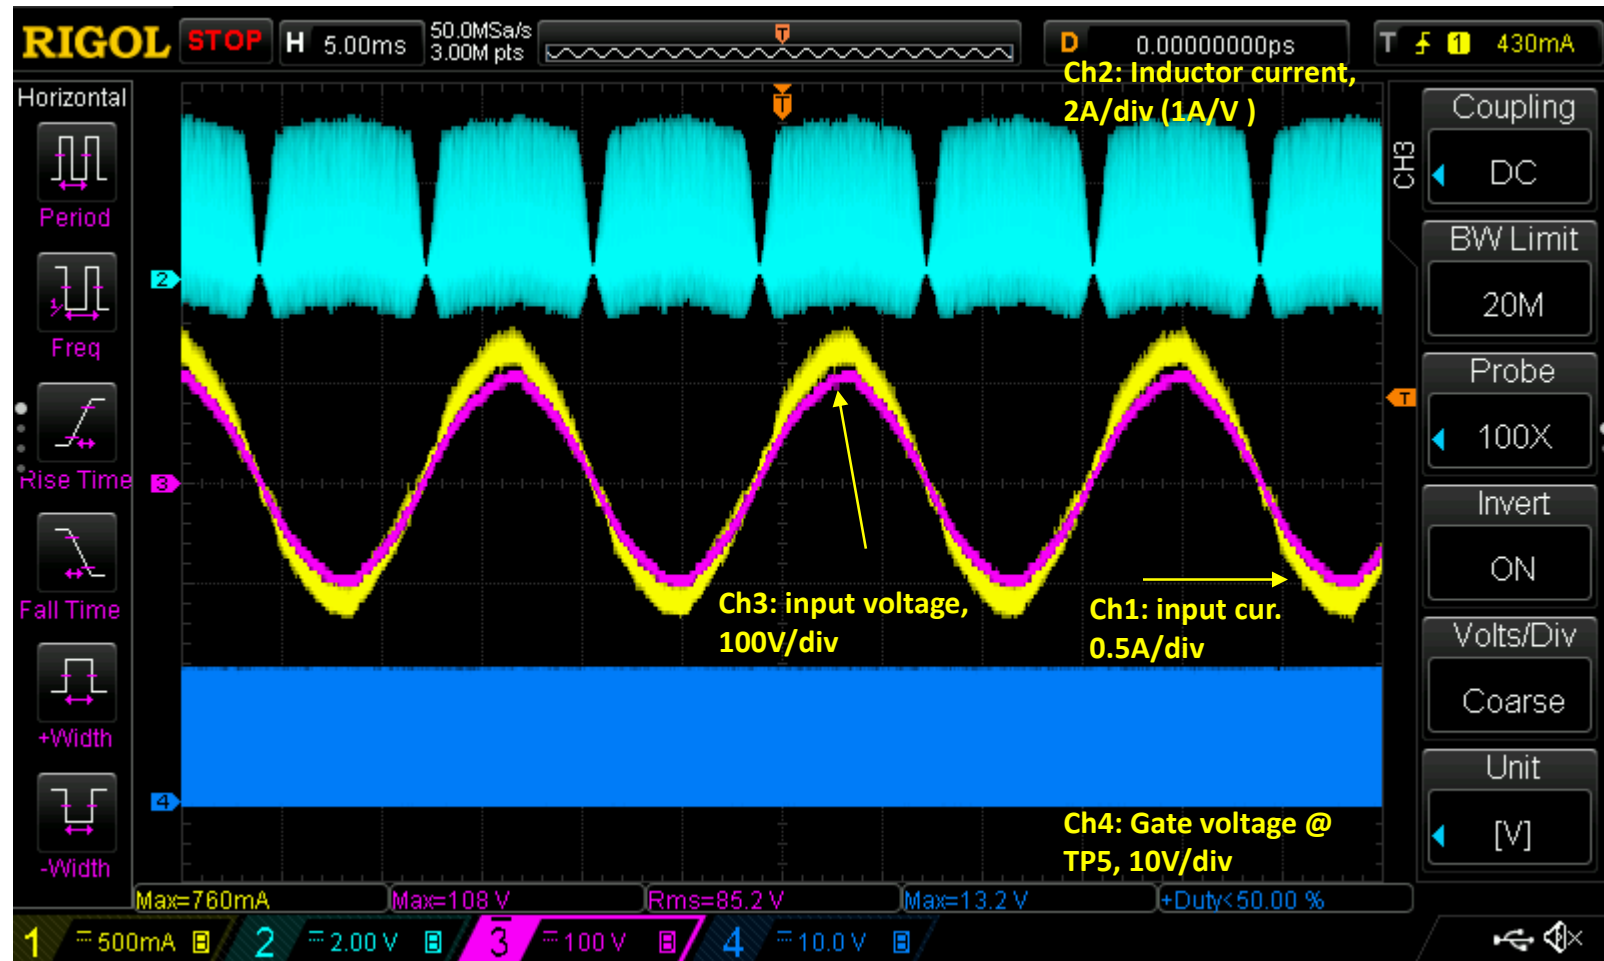 RIGOL STOP H 5.00ms 50.0MSa/s 3.00M pts T D 0.00000000ps T 1 430mA
Horizontal
Period
Freq
Rise Time
Fall Time
+Width
-Width
T
2
3
4
T
Ch2: Inductor current,
2A/div (1A/V )
Ch3: input voltage,
100V/div
Ch1: input cur.
0.5A/div
Ch4: Gate voltage @
TP5, 10V/div
CH3
Coupling
DC
BW Limit
20M
Probe
100X
Invert
ON
Volts/Div
Coarse
Unit
[V]
Max=760mA Max=108 V Rms=85.2 V Max=13.2 V +Duty<50.00 %
1 500mA B 2 2.00 V B 3 100 V B 4 10.0 V B